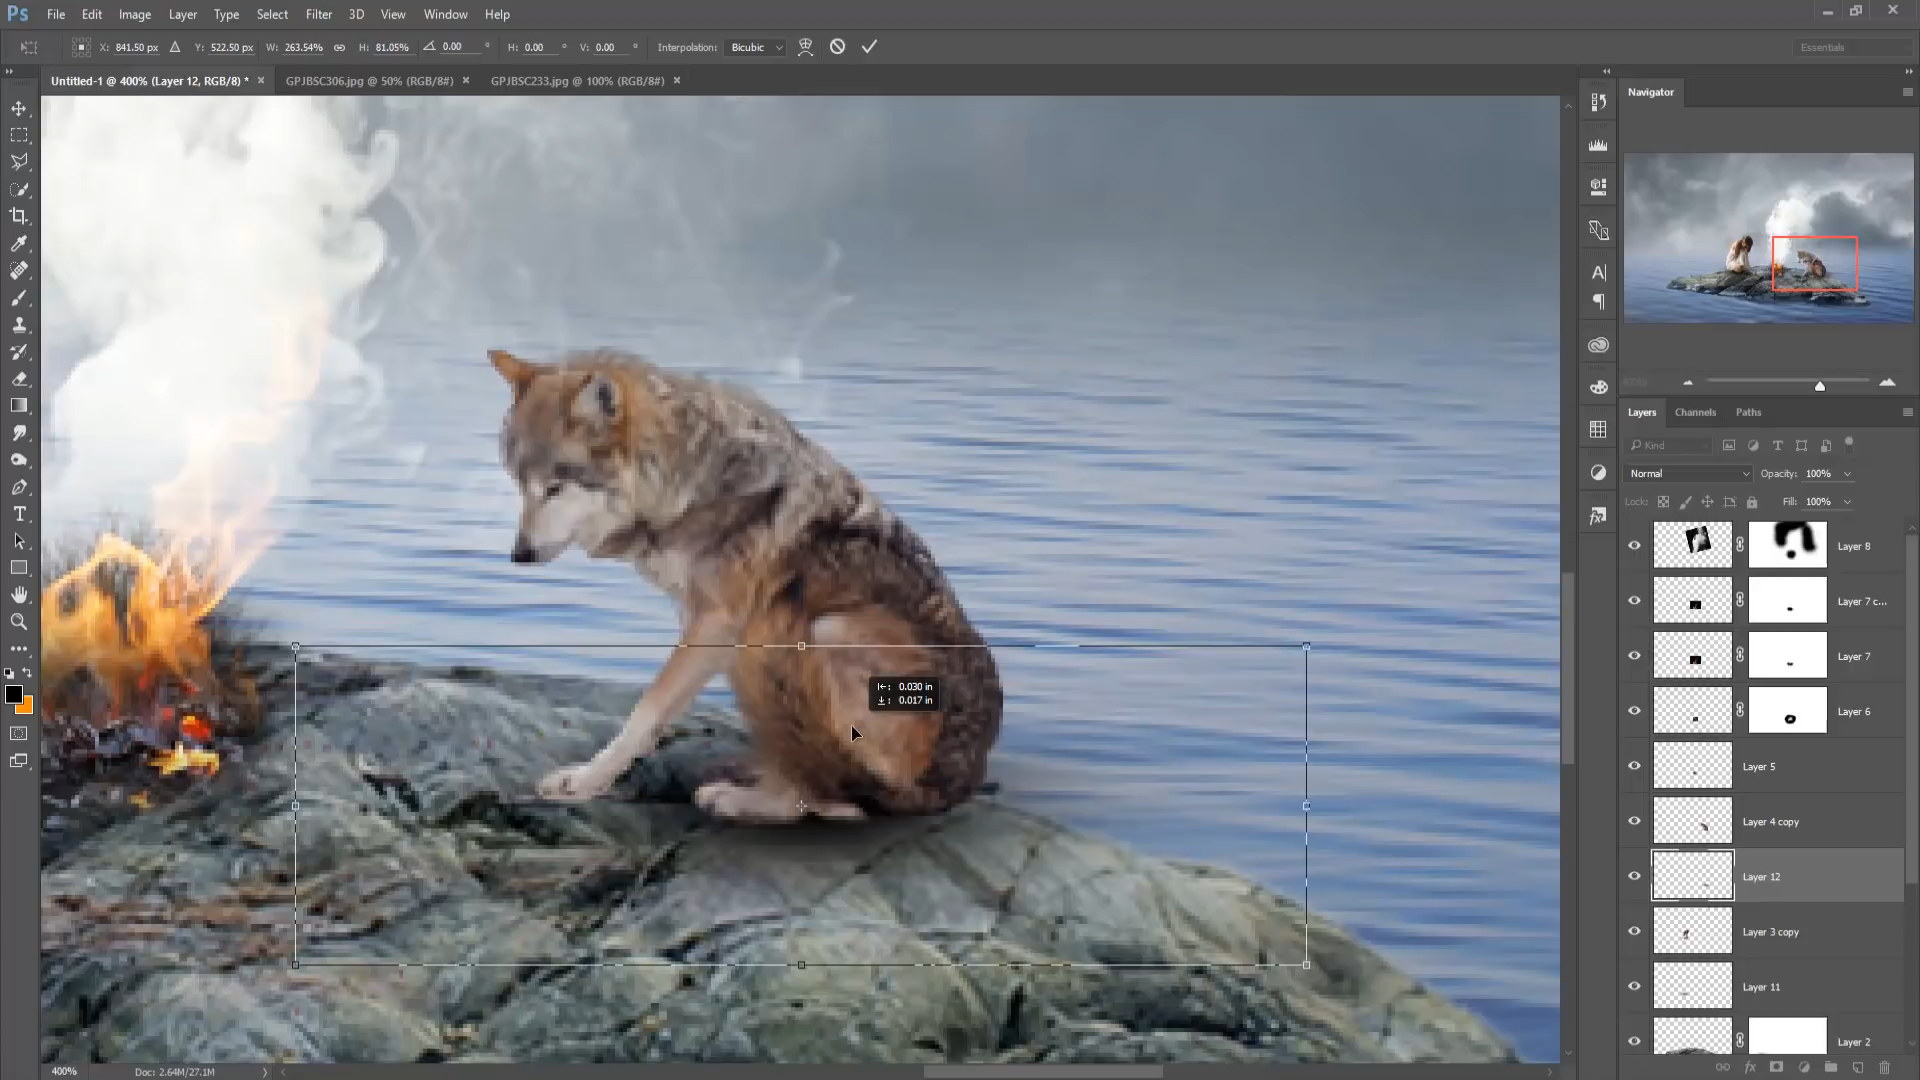 Ps File Edit Image Layer Type Select Filter 3D View Window Help
X: 841.50 px Y: 522.50 px W: 263.54% H: 81.05% 0.00 ° H: 0.00 ° V: 0.00 ° Interpolation: Bicubic Essentials
Untitled-1 @ 400% (Layer 12, RGB/8) * GPJBSC306.jpg @ 50% (RGB/8#) GPJBSC233.jpg @ 100% (RGB/8#)
Navigator
400%
Layers Channels Paths
Kind
Normal Opacity: 100%
Lock: Fill: 100%
Layer 8
Layer 7 c...
Layer 7
0.030 in
0.017 in
Layer 6
Layer 5
Layer 4 copy
Layer 12
Layer 3 copy
Layer 11
Layer 2
400% Doc: 2.64M/27.1M